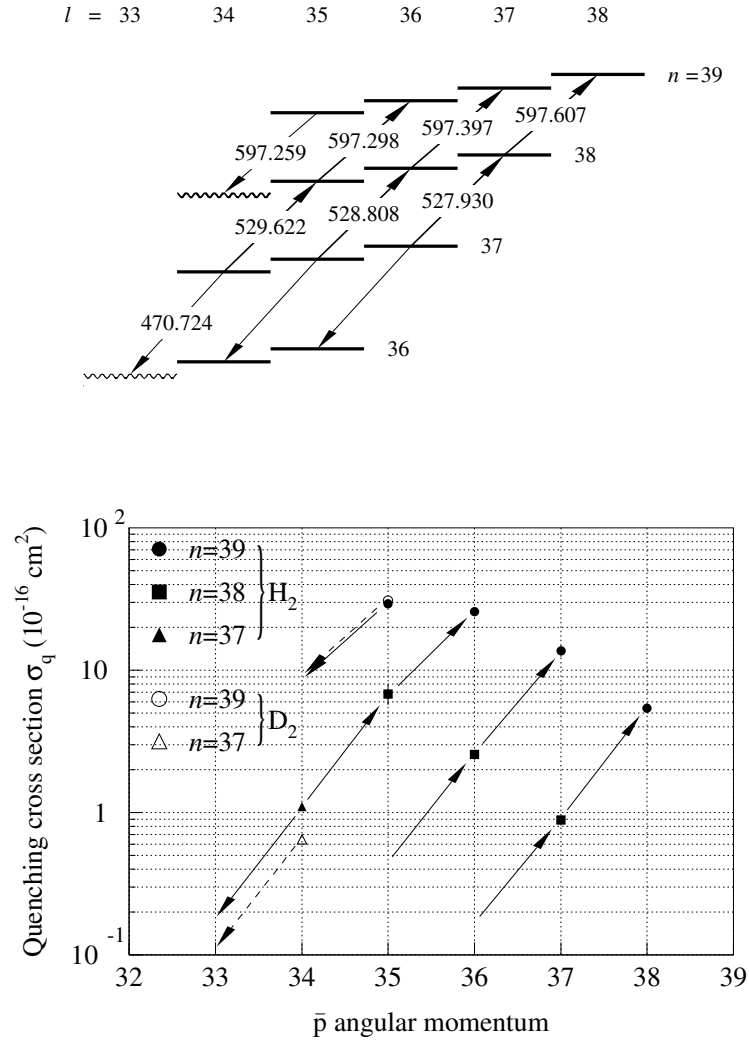 l = 33 34 35 36 37 38
n = 39
597.259 597.298 597.397 597.607
38
529.622 528.808 527.930
37
470.724
36
Quenching cross section σq (10-16 cm2)
10 2
10
1
10 -1
n=39
n=38 H2
n=37
n=39
n=37 D2
32 33 34 35 36 37 38 39
p̄ angular momentum